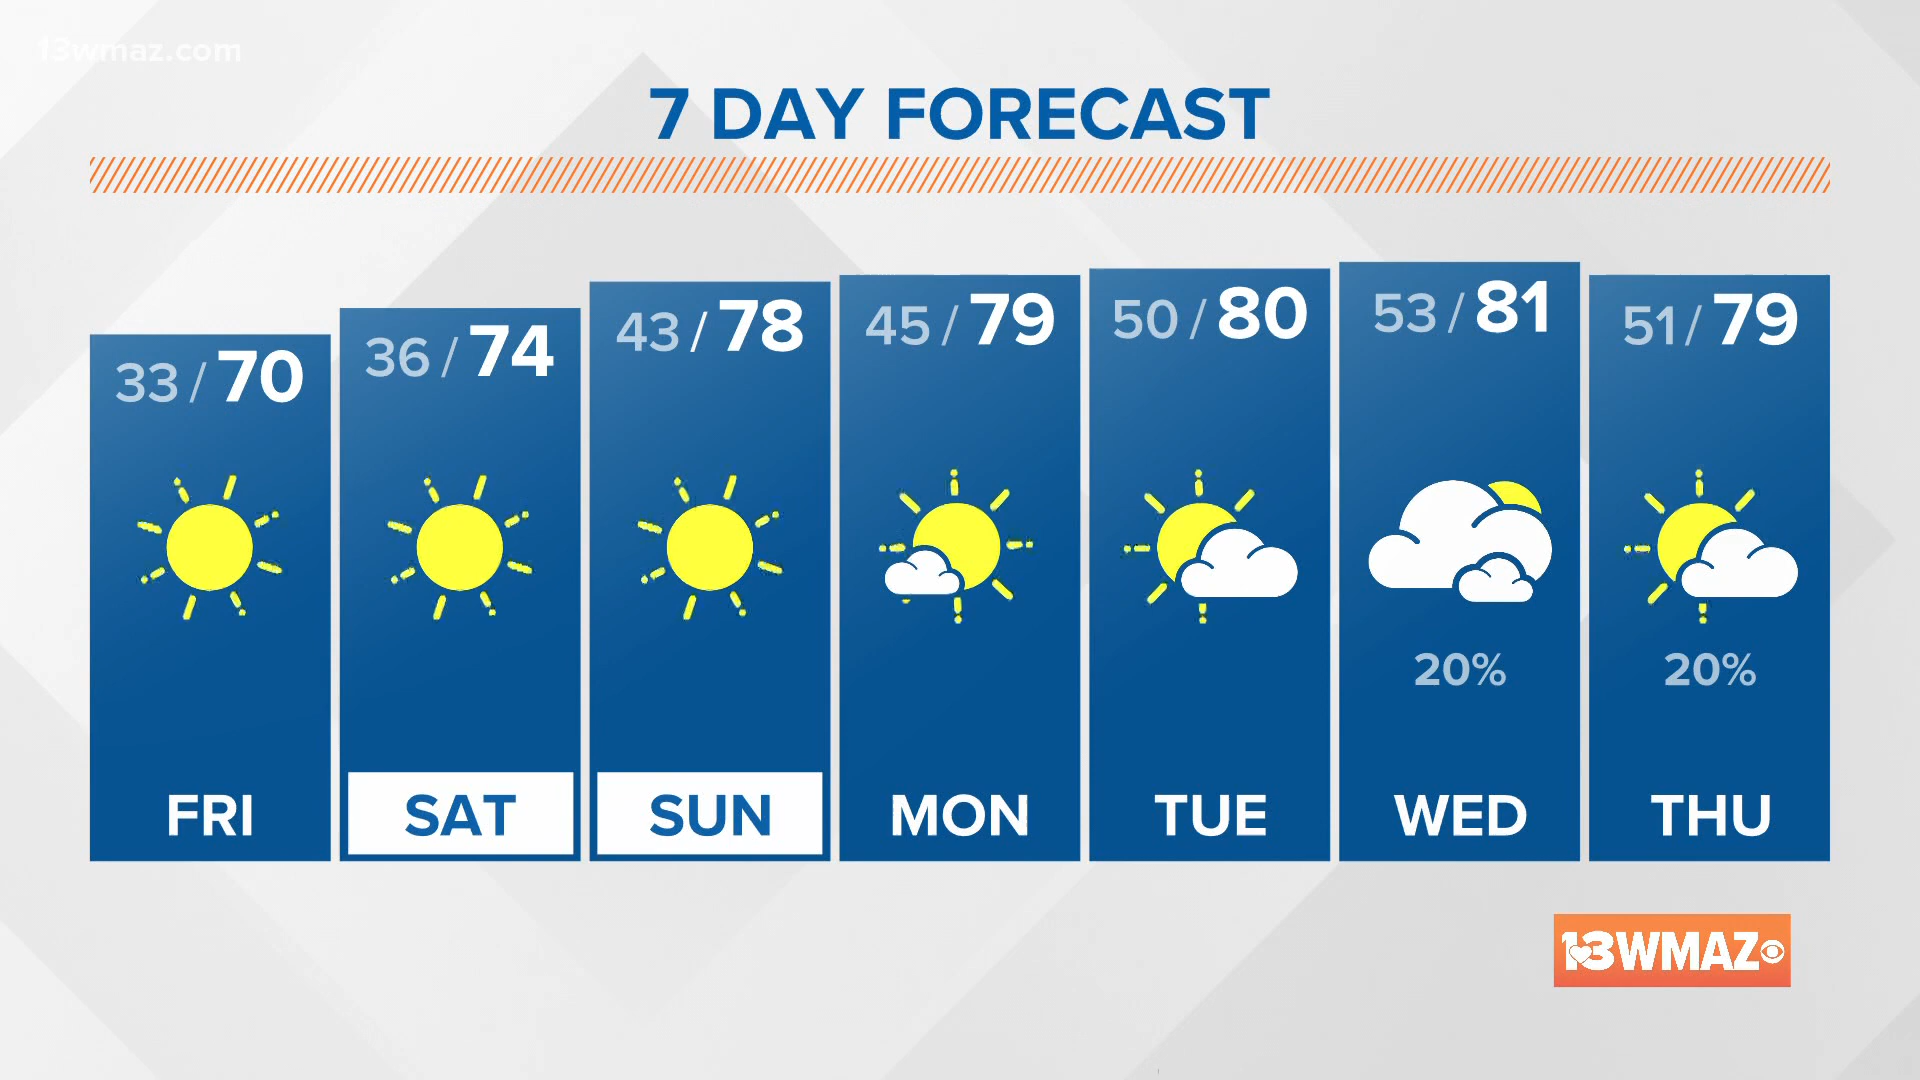 13wmaz.com
7 DAY FORECAST
33 / 70
36 / 74
43 / 78
45 / 79
50 / 80
53 / 81
51 / 79
20%
20%
FRI
SAT
SUN
MON
TUE
WED
THU
13WMAZ